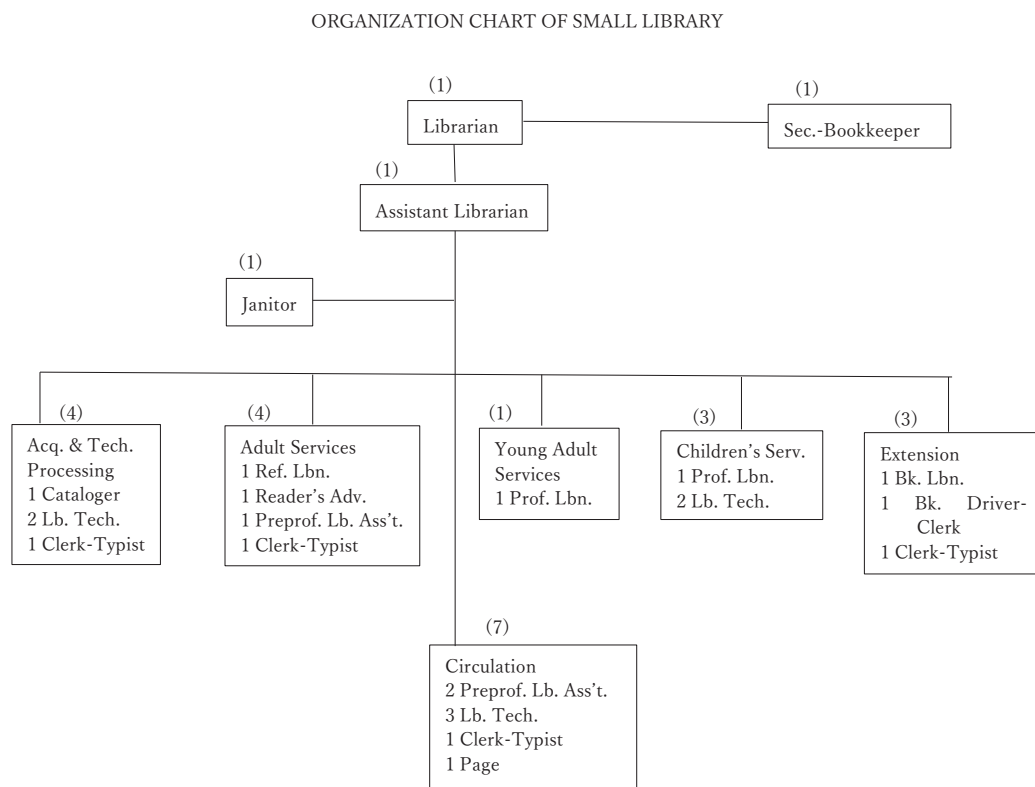 ORGANIZATION CHART OF SMALL LIBRARY
(1)
Librarian
(1)
Sec.-Bookkeeper
(1)
Assistant Librarian
(1)
Janitor
(4)
Acq. & Tech.
Processing
1 Cataloger
2 Lb. Tech.
1 Clerk-Typist
(4)
Adult Services
1 Ref. Lbn.
1 Reader's Adv.
1 Preprof. Lb. Ass't.
1 Clerk-Typist
(1)
Young Adult
Services
1 Prof. Lbn.
(3)
Children's Serv.
1 Prof. Lbn.
2 Lb. Tech.
(3)
Extension
1 Bk. Lbn.
1 Bk. Driver-
Clerk
1 Clerk-Typist
(7)
Circulation
2 Preprof. Lb. Ass't.
3 Lb. Tech.
1 Clerk-Typist
1 Page